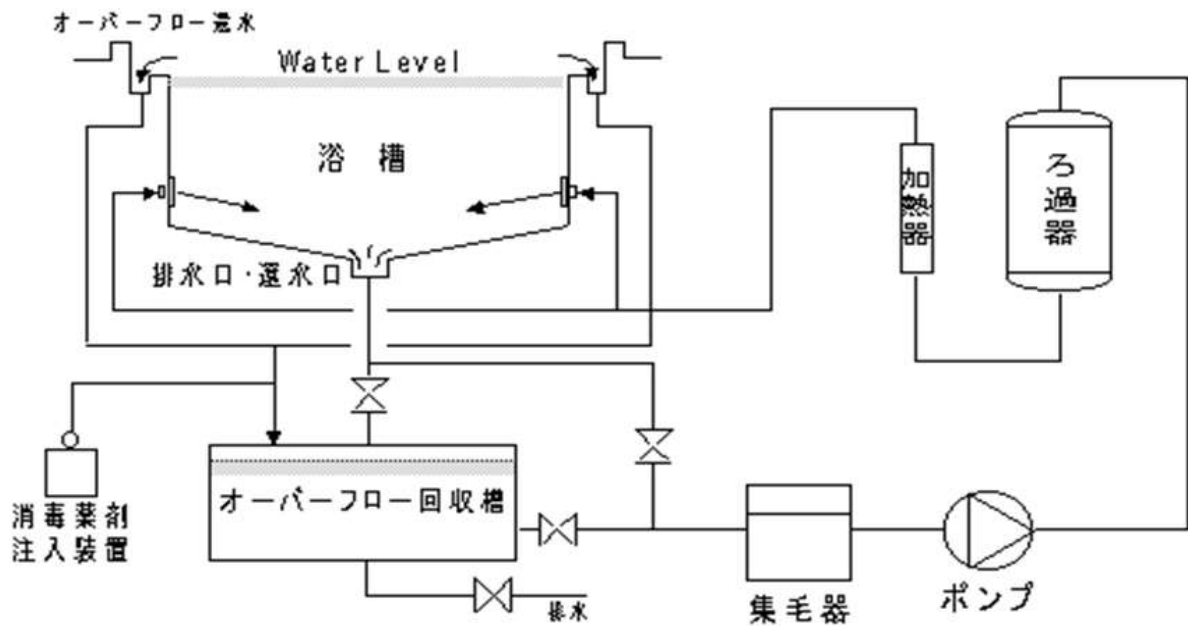 オーバーフロー還水
Water Level
浴槽
加熱器
ろ過器
排水口・還水口
オーバーフロー回収槽
消毒薬剤
注入装置
排水
集毛器
ポンプ